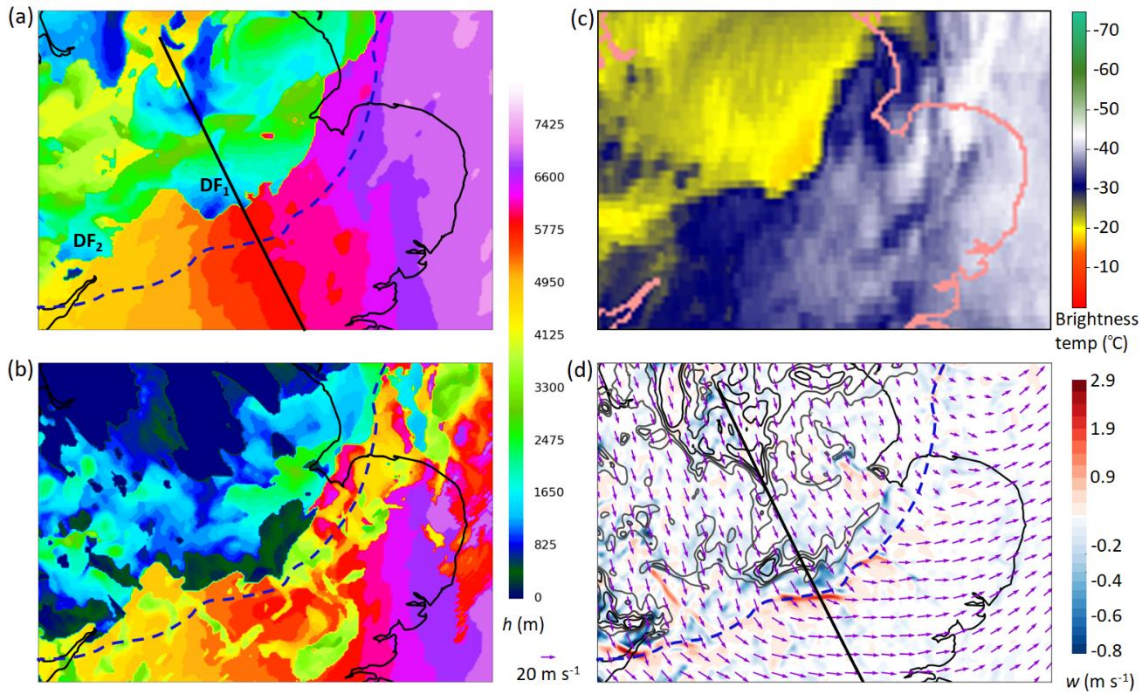 (a)
DF₁
DF₂
7425
6600
5775
4950
4125
3300
2475
1650
825
0
h (m)
20 m s⁻¹
(b)
(c)
-70
-60
-50
-40
-30
-20
-10
Brightness
temp (°C)
(d)
2.9
1.9
0.9
-0.2
-0.4
-0.6
-0.8
w (m s⁻¹)